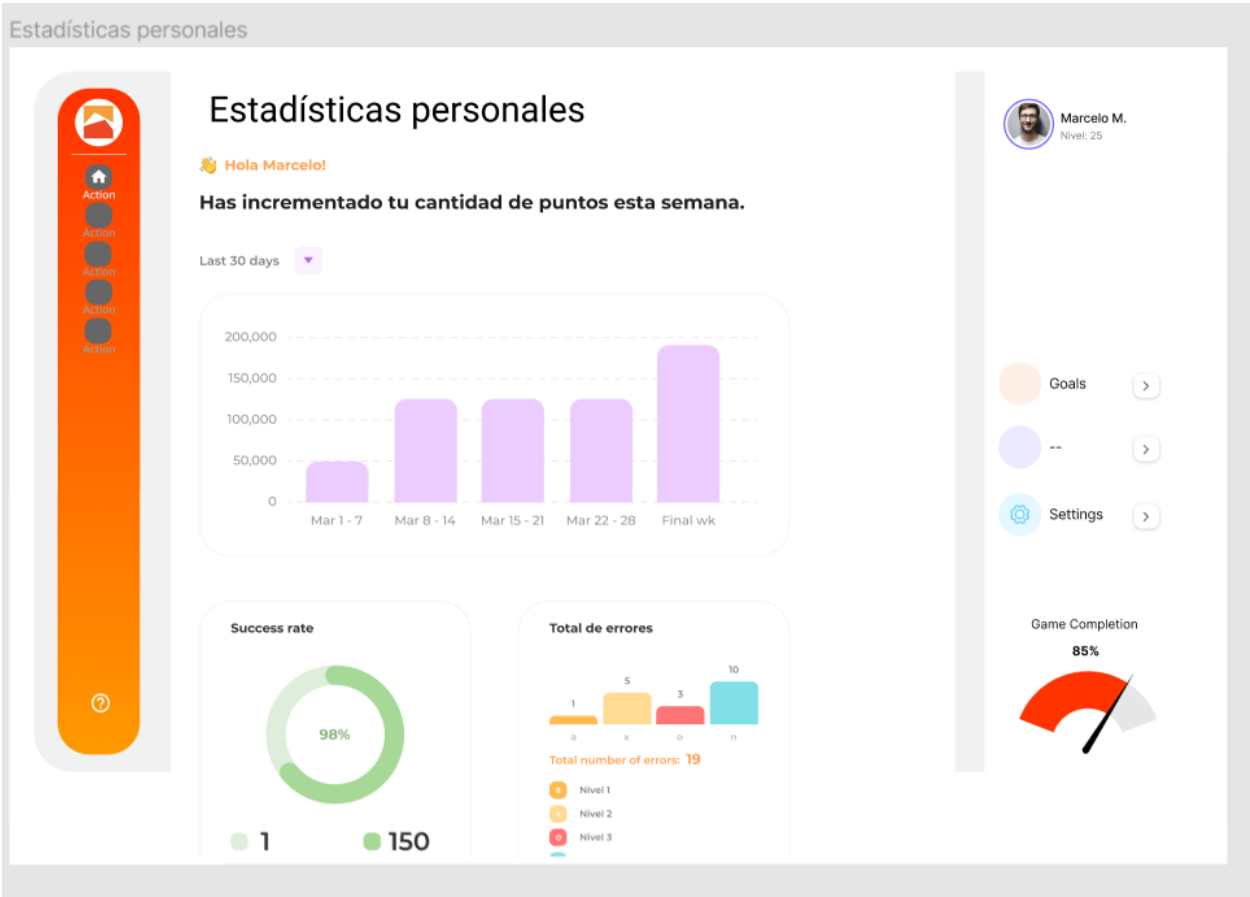 Estadísticas personales
Estadísticas personales
👋 Hola Marcelo!
Has incrementado tu cantidad de puntos esta semana.
Last 30 days
200,000
150,000
100,000
50,000
0
Mar 1 - 7 Mar 8 - 14 Mar 15 - 21 Mar 22 - 28 Final wk
Action
Action
Action
Action
Action
Success rate
98%
1 150
Total de errores
1 5 3 10
a x o n
Total number of errors: 19
a Nivel 1
x Nivel 2
o Nivel 3
Marcelo M.
Nivel: 25
Goals
--
Settings
Game Completion
85%